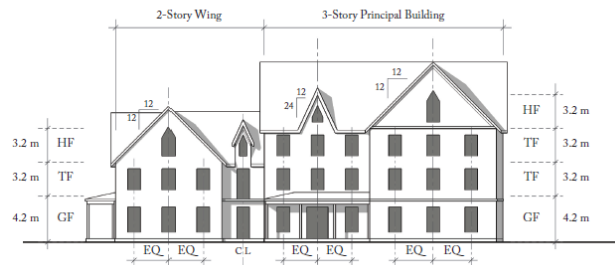 2-Story Wing 3-Story Principal Building
12
12
12
24
12
12
HF 3.2 m
3.2 m HF TF 3.2 m
3.2 m TF TF 3.2 m
4.2 m GF GF 4.2 m
EQ EQ CL EQ EQ EQ EQ